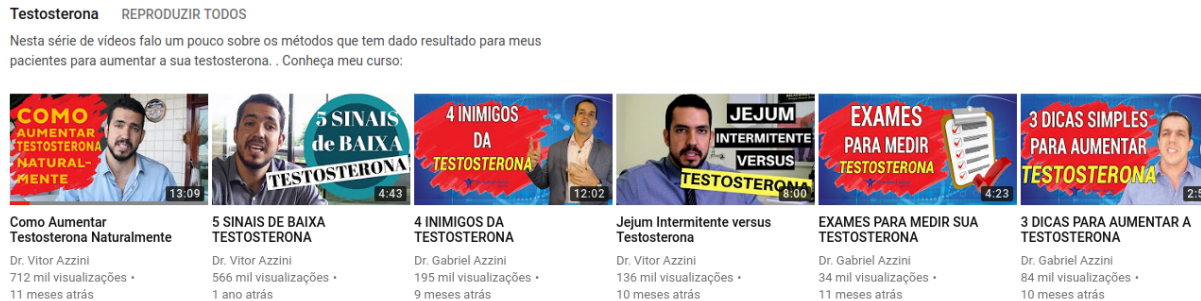 Testosterona REPRODUZIR TODOS
Nesta série de vídeos falo um pouco sobre os métodos que tem dado resultado para meus
pacientes para aumentar a sua testosterona. . Conheça meu curso:
COMO
AUMENTAR
TESTOSTERONA
NATURAL-
MENTE
13:09
5 SINAIS
de BAIXA
TESTOSTERONA
4:43
4 INIMIGOS
DA
TESTOSTERONA
12:02
JEJUM
INTERMITENTE
VERSUS
TESTOSTERONA
8:00
EXAMES
PARA MEDIR
TESTOSTERONA
4:23
3 DICAS SIMPLES
PARA AUMENTAR
TESTOSTERONA
Como Aumentar
Testosterona Naturalmente
Dr. Vitor Azzini
712 mil visualizações •
11 meses atrás
5 SINAIS DE BAIXA
TESTOSTERONA
Dr. Vitor Azzini
566 mil visualizações •
1 ano atrás
4 INIMIGOS DA
TESTOSTERONA
Dr. Gabriel Azzini
195 mil visualizações •
9 meses atrás
Jejum Intermitente versus
Testosterona
Dr. Vitor Azzini
136 mil visualizações •
10 meses atrás
EXAMES PARA MEDIR SUA
TESTOSTERONA
Dr. Gabriel Azzini
34 mil visualizações •
11 meses atrás
3 DICAS PARA AUMENTAR A
TESTOSTERONA
Dr. Gabriel Azzini
84 mil visualizações •
10 meses atrás